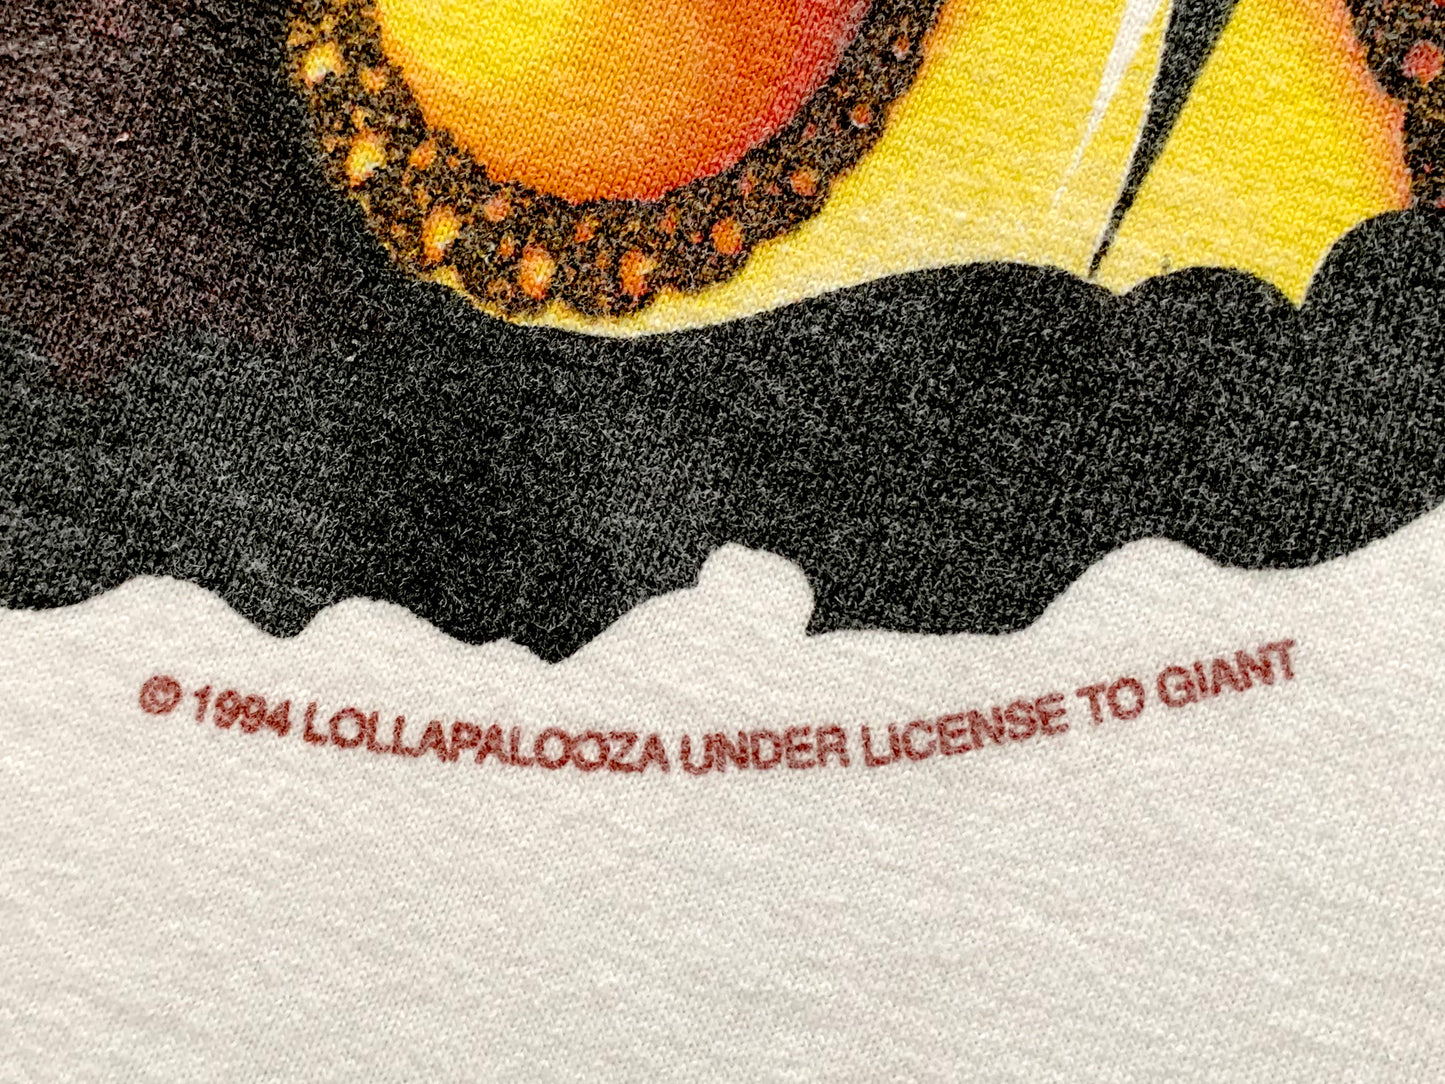 © 1994 LOLLAPALOOZA UNDER LICENSE TO GIANT